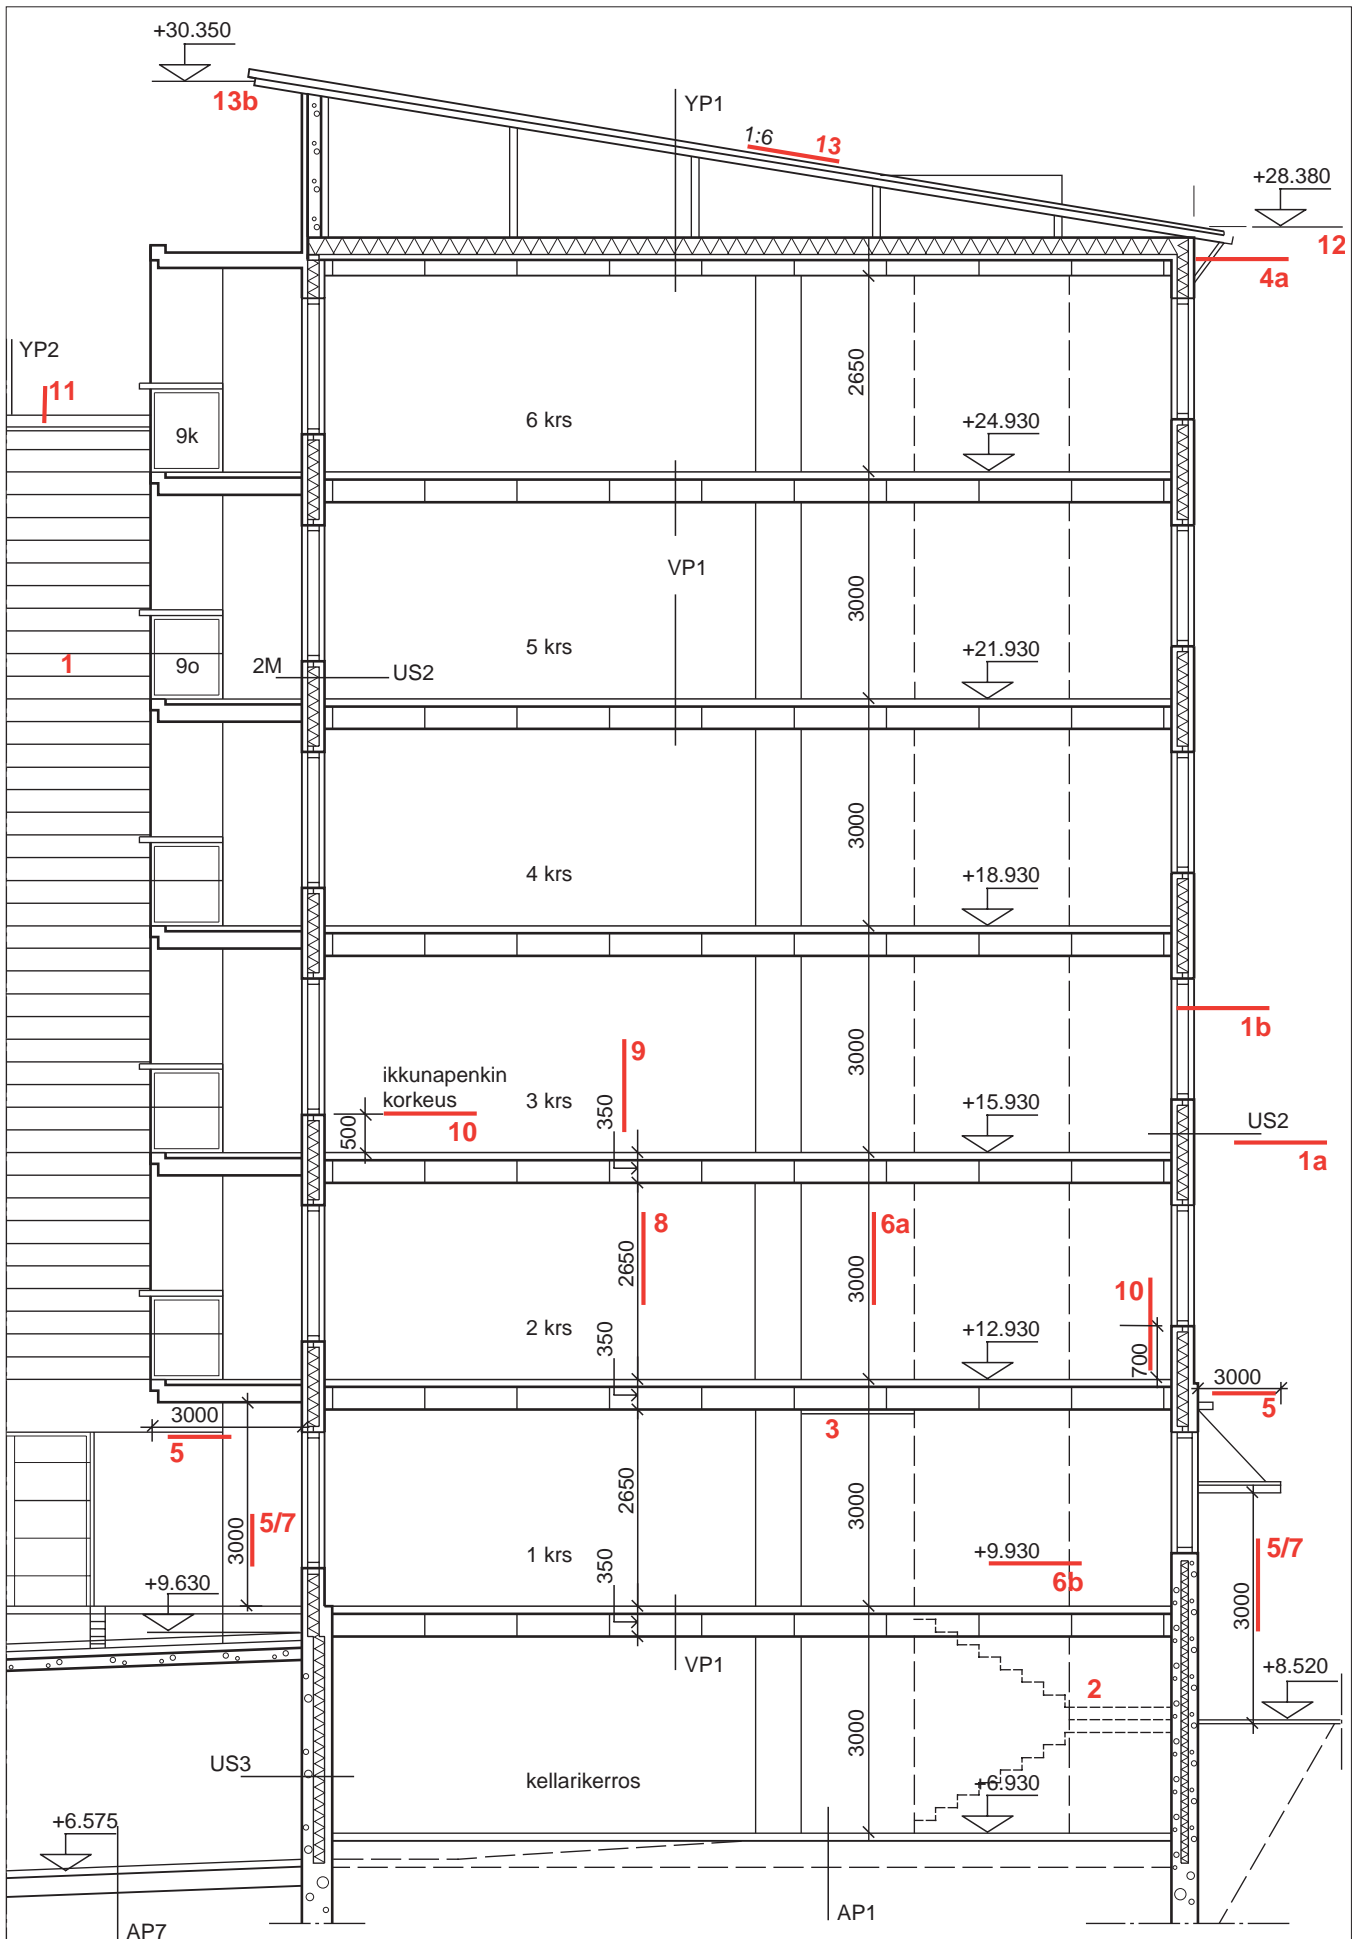 +30.350
13b
YP1
1:6
13
+28.380
12
4a
YP2
11
2650
6 krs
+24.930
9k
VP1
3000
5 krs
+21.930
1
9o
2M
US2
3000
4 krs
+18.930
1b
9
3000
ikkunapenkin
korkeus
3 krs
350
+15.930
10
500
US2
1a
8
6a
2650
3000
10
2 krs
350
+12.930
700
3000
5
3000
5
3
2650
3000
5/7
3000
5/7
3000
1 krs
350
+9.930
6b
+9.630
VP1
2
+8.520
3000
US3
kellarikerros
+6.930
+6.575
AP1
AP7